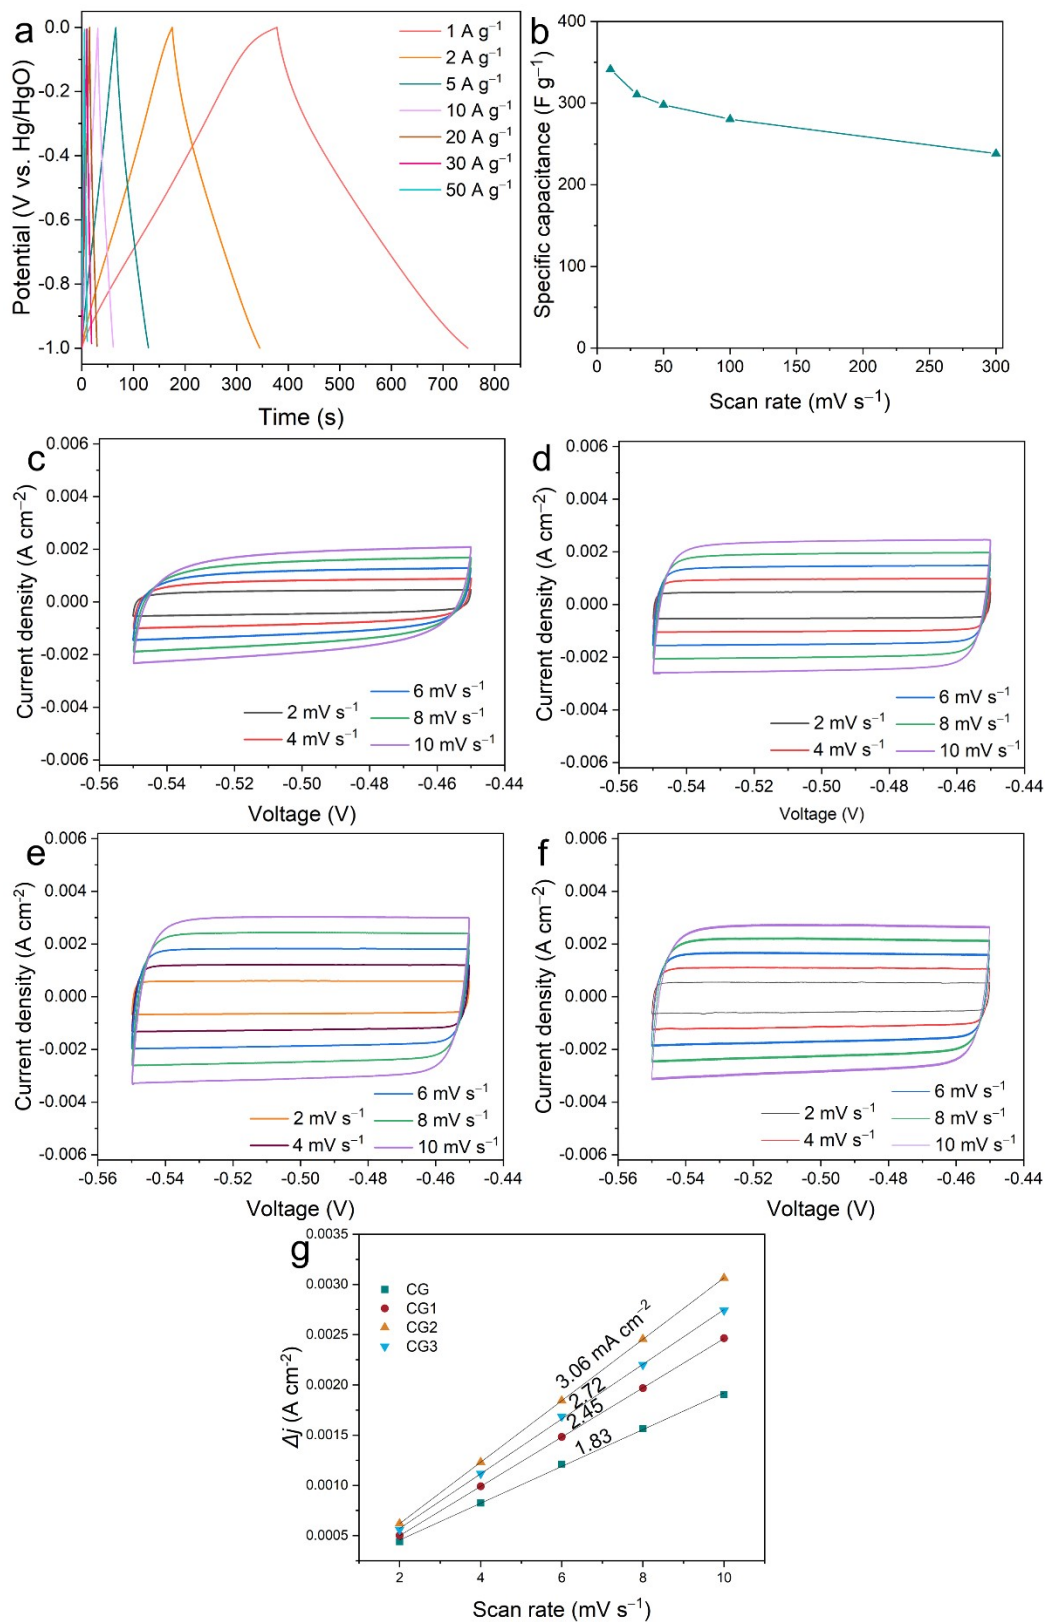 a
Potential (V vs. Hg/HgO)
0.0
-0.2
-0.4
-0.6
-0.8
-1.0
0 100 200 300 400 500 600 700 800
Time (s)
1 A g⁻¹
2 A g⁻¹
5 A g⁻¹
10 A g⁻¹
20 A g⁻¹
30 A g⁻¹
50 A g⁻¹
b
Specific capacitance (F g⁻¹)
400
300
200
100
0
0 50 100 150 200 250 300
Scan rate (mV s⁻¹)
c
Current density (A cm⁻²)
0.006
0.004
0.002
0.000
-0.002
-0.004
-0.006
2 mV s⁻¹
4 mV s⁻¹
6 mV s⁻¹
8 mV s⁻¹
10 mV s⁻¹
-0.56 -0.54 -0.52 -0.50 -0.48 -0.46 -0.44
Voltage (V)
d
Current density (A cm⁻²)
0.006
0.004
0.002
0.000
-0.002
-0.004
-0.006
2 mV s⁻¹
4 mV s⁻¹
6 mV s⁻¹
8 mV s⁻¹
10 mV s⁻¹
-0.56 -0.54 -0.52 -0.50 -0.48 -0.46 -0.44
Voltage (V)
e
Current density (A cm⁻²)
0.006
0.004
0.002
0.000
-0.002
-0.004
-0.006
2 mV s⁻¹
4 mV s⁻¹
6 mV s⁻¹
8 mV s⁻¹
10 mV s⁻¹
-0.56 -0.54 -0.52 -0.50 -0.48 -0.46 -0.44
Voltage (V)
f
Current density (A cm⁻²)
0.006
0.004
0.002
0.000
-0.002
-0.004
-0.006
2 mV s⁻¹
4 mV s⁻¹
6 mV s⁻¹
8 mV s⁻¹
10 mV s⁻¹
-0.56 -0.54 -0.52 -0.50 -0.48 -0.46 -0.44
Voltage (V)
g
Δj (A cm⁻²)
0.0035
0.0030
0.0025
0.0020
0.0015
0.0010
0.0005
CG
CG1
CG2
CG3
3.06 mA cm⁻²
2.72
2.45
1.83
2 4 6 8 10
Scan rate (mV s⁻¹)